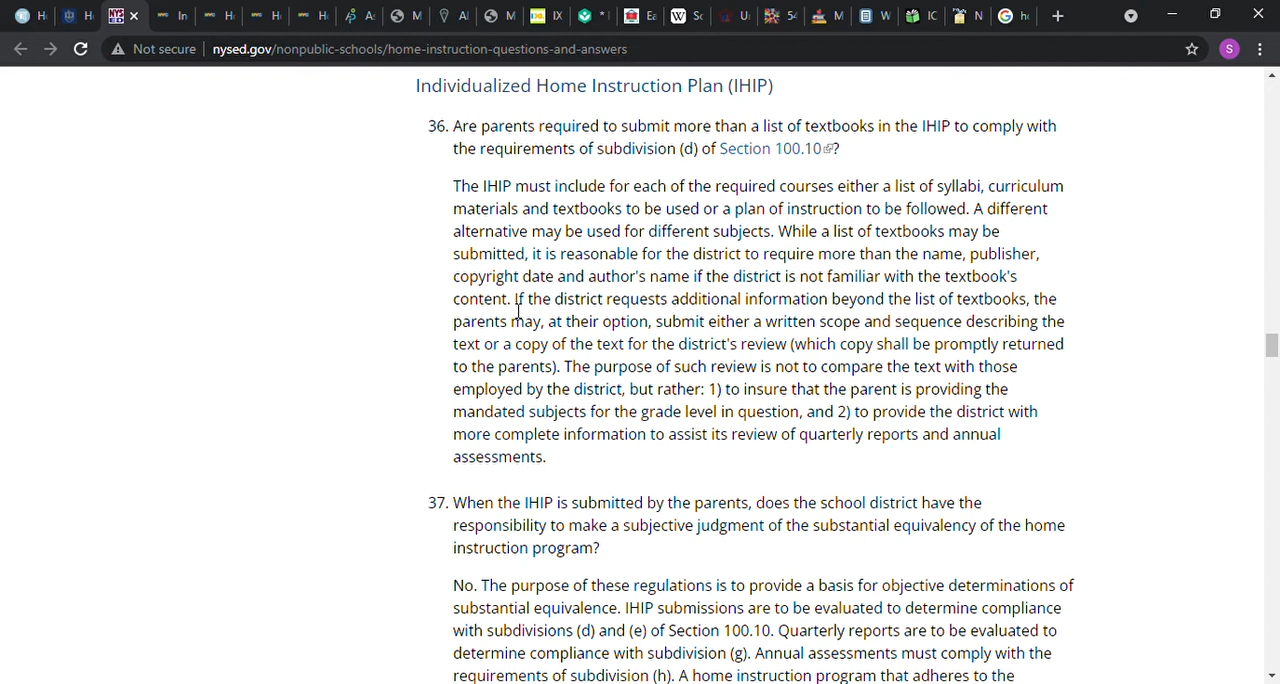 Not secure nysed.gov/nonpublic-schools/home-instruction-questions-and-answers S
Individualized Home Instruction Plan (IHIP)
36. Are parents required to submit more than a list of textbooks in the IHIP to comply with
the requirements of subdivision (d) of Section 100.10?
The IHIP must include for each of the required courses either a list of syllabi, curriculum
materials and textbooks to be used or a plan of instruction to be followed. A different
alternative may be used for different subjects. While a list of textbooks may be
submitted, it is reasonable for the district to require more than the name, publisher,
copyright date and author's name if the district is not familiar with the textbook's
content. If the district requests additional information beyond the list of textbooks, the
parents may, at their option, submit either a written scope and sequence describing the
text or a copy of the text for the district's review (which copy shall be promptly returned
to the parents). The purpose of such review is not to compare the text with those
employed by the district, but rather: 1) to insure that the parent is providing the
mandated subjects for the grade level in question, and 2) to provide the district with
more complete information to assist its review of quarterly reports and annual
assessments.
37. When the IHIP is submitted by the parents, does the school district have the
responsibility to make a subjective judgment of the substantial equivalency of the home
instruction program?
No. The purpose of these regulations is to provide a basis for objective determinations of
substantial equivalence. IHIP submissions are to be evaluated to determine compliance
with subdivisions (d) and (e) of Section 100.10. Quarterly reports are to be evaluated to
determine compliance with subdivision (g). Annual assessments must comply with the
requirements of subdivision (h). A home instruction program that adheres to the